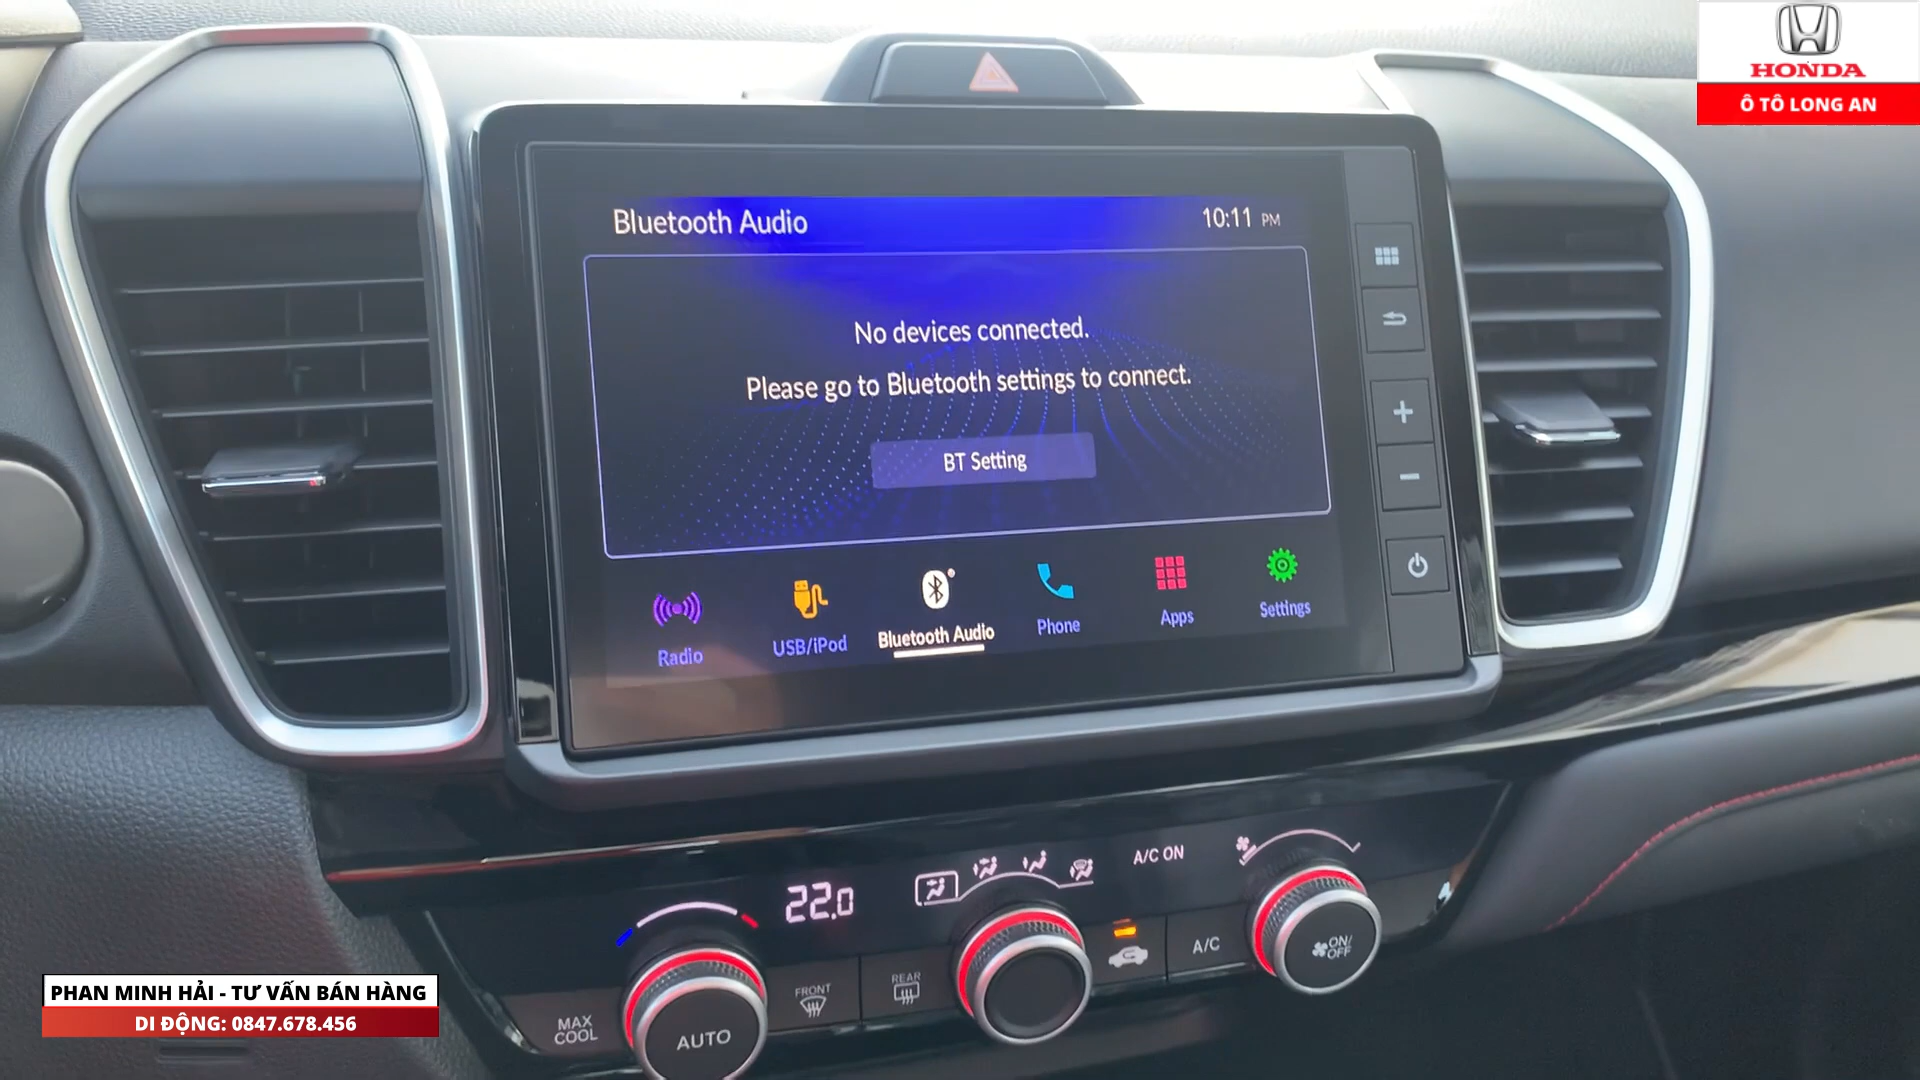 HONDA
Ô TÔ LONG AN
Bluetooth Audio
10:11 PM
No devices connected.
Please go to Bluetooth settings to connect.
BT Setting
Radio
USB/iPod
Bluetooth Audio
Phone
Apps
Settings
22.0
A/C ON
MAX COOL
AUTO
FRONT
REAR
A/C
ON/OFF
PHAN MINH HẢI - TƯ VẤN BÁN HÀNG
DI ĐỘNG: 0847.678.456